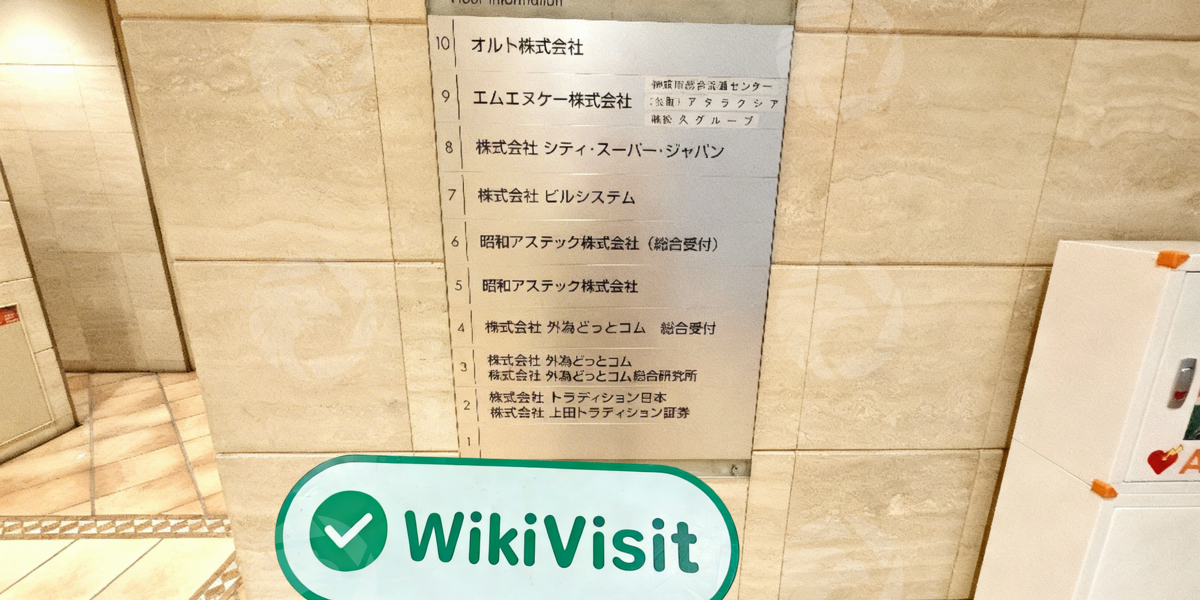 Floor Information
10 オルト株式会社
9 エムエヌケー株式会社
アタラクシア
グループ
8 株式会社 シティ・スーパー・ジャパン
7 株式会社 ビルシステム
6 昭和アステック株式会社（総合受付）
5 昭和アステック株式会社
4 株式会社 外為どっとコム 総合受付
3 株式会社 外為どっとコム
株式会社 外為どっとコム総合研究所
2 株式会社 トラディション日本
株式会社 上田トラディション証券
1
WikiVisit